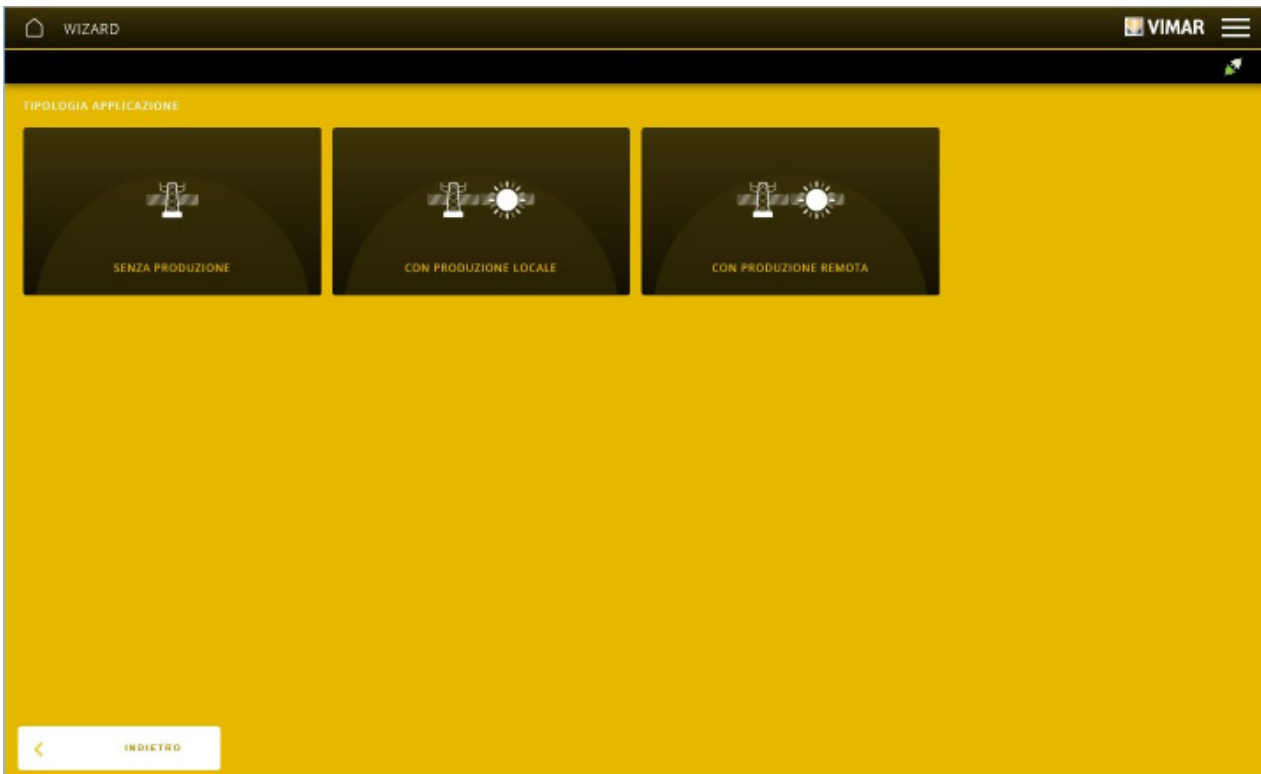 WIZARD
VIMAR
TIPOLOGIA APPLICAZIONE
SENZA PRODUZIONE
CON PRODUZIONE LOCALE
CON PRODUZIONE REMOTA
INDIETRO